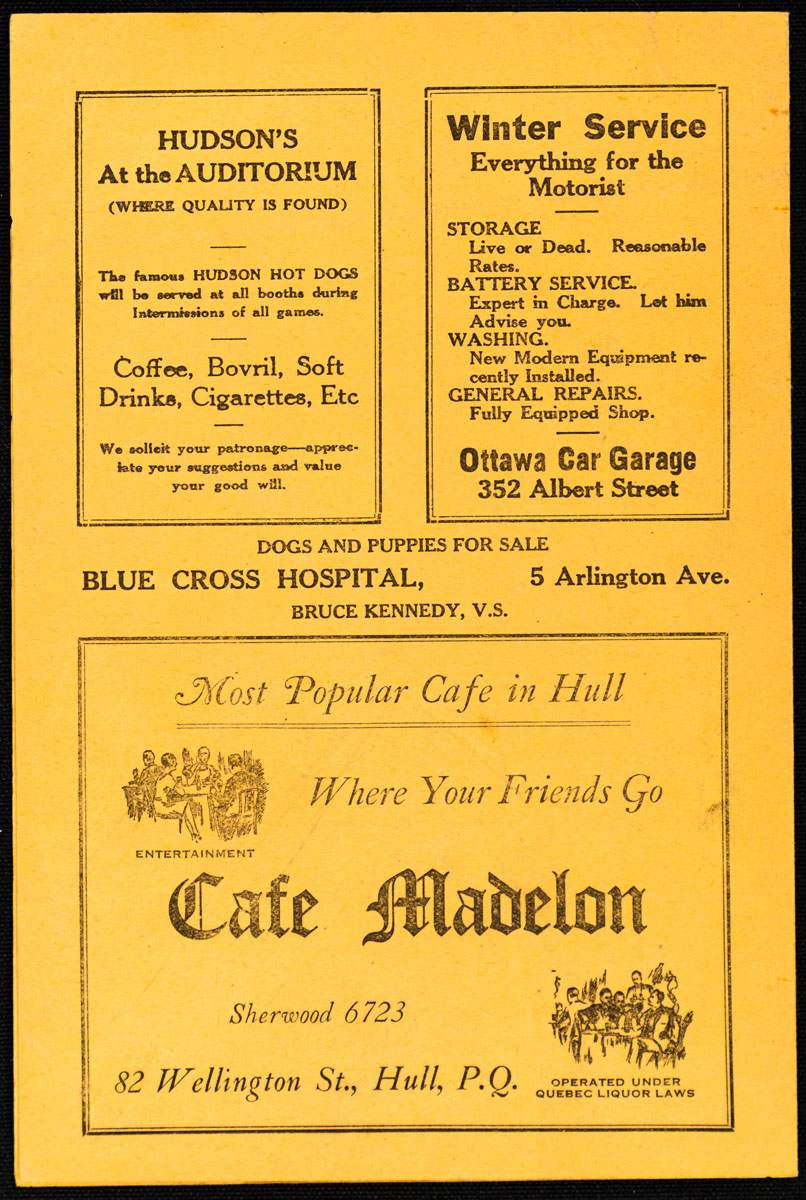 HUDSON'S
At the AUDITORIUM
(WHERE QUALITY IS FOUND)
The famous HUDSON HOT DOGS
will be served at all booths during
Intermissions of all games.
Coffee, Bovril, Soft
Drinks, Cigarettes, Etc
We solicit your patronage—apprec-
iate your suggestions and value
your good will.
Winter Service
Everything for the
Motorist
STORAGE
Live or Dead. Reasonable
Rates.
BATTERY SERVICE.
Expert in Charge. Let him
Advise you.
WASHING.
New Modern Equipment re-
cently Installed.
GENERAL REPAIRS.
Fully Equipped Shop.
Ottawa Car Garage
352 Albert Street
DOGS AND PUPPIES FOR SALE
BLUE CROSS HOSPITAL, 5 Arlington Ave.
BRUCE KENNEDY, V.S.
Most Popular Cafe in Hull
Where Your Friends Go
ENTERTAINMENT
Cafe Madelon
Sherwood 6723
82 Wellington St., Hull, P.Q.
OPERATED UNDER
QUEBEC LIQUOR LAWS